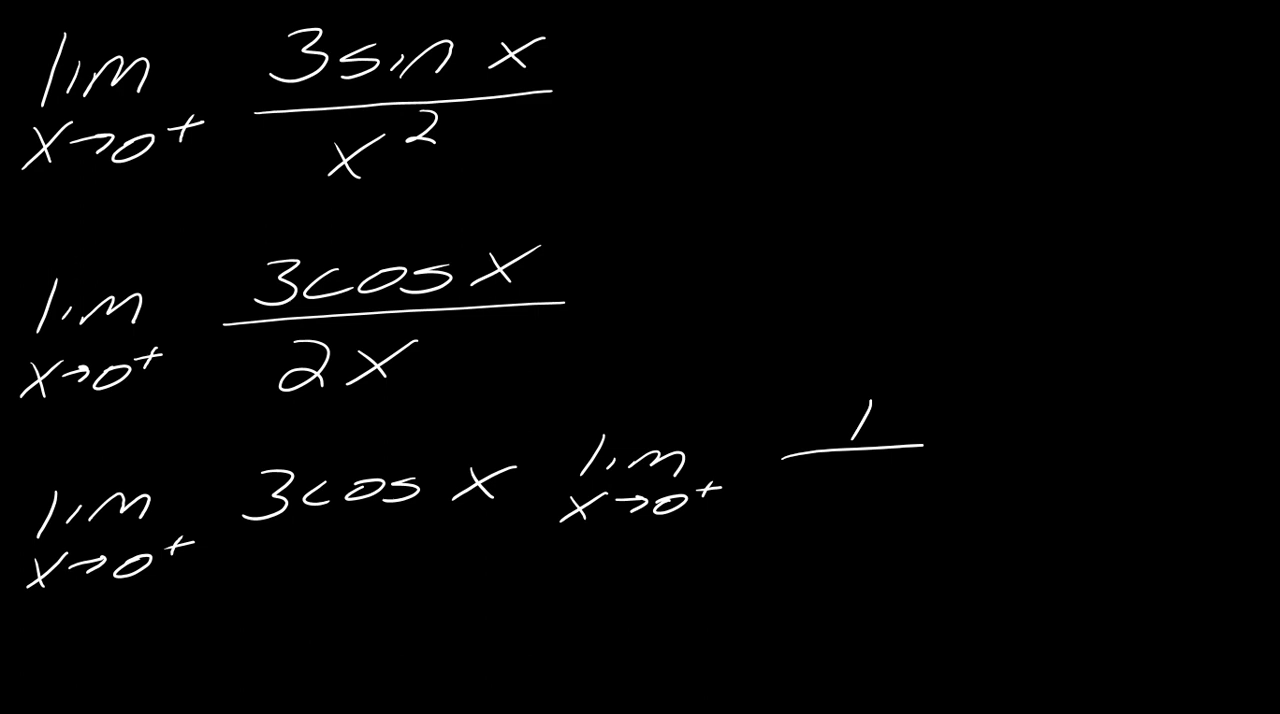 lim x→0⁺ 3sin x / x²
lim x→0⁺ 3cos x / 2x
lim x→0⁺ 3cos x lim x→0⁺ 1 /